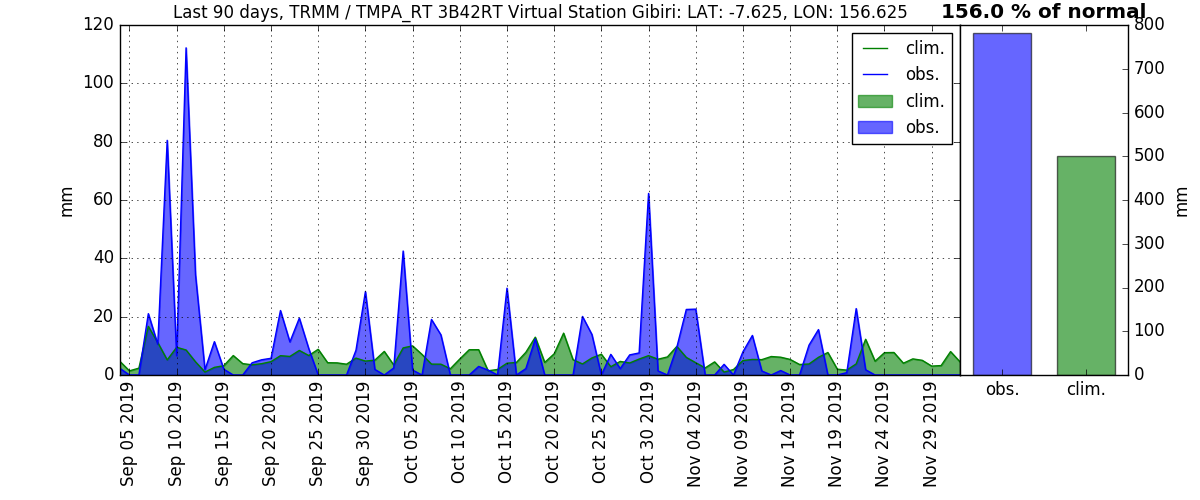 Last 90 days, TRMM / TMPA_RT 3B42RT Virtual Station Gibiri: LAT: -7.625, LON: 156.625
156.0 % of normal
120
100
80
60
40
20
0
mm
clim.
obs.
clim.
obs.
800
700
600
500
400
300
200
100
0
mm
Sep 05 2019
Sep 10 2019
Sep 15 2019
Sep 20 2019
Sep 25 2019
Sep 30 2019
Oct 05 2019
Oct 10 2019
Oct 15 2019
Oct 20 2019
Oct 25 2019
Oct 30 2019
Nov 04 2019
Nov 09 2019
Nov 14 2019
Nov 19 2019
Nov 24 2019
Nov 29 2019
obs.
clim.